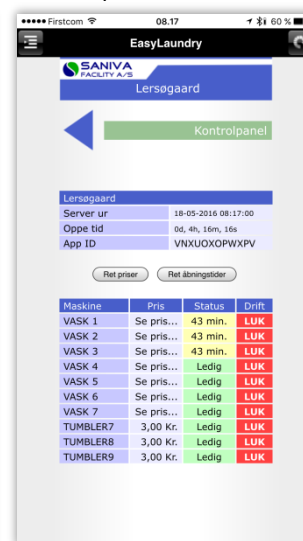 Firstcom 08.17 60 %
EasyLaundry
SANIVA
FACILITY A/S
Lersøgaard
Kontrolpanel
Lersøgaard
Server ur 18-05-2016 08:17:00
Oppe tid 0d, 4h, 16m, 16s
App ID VNXUOXOPWXPV
Ret priser Ret åbningstider
Maskine Pris Status Drift
VASK 1 Se pris... 43 min. LUK
VASK 2 Se pris... 43 min. LUK
VASK 3 Se pris... 43 min. LUK
VASK 4 Se pris... Ledig LUK
VASK 5 Se pris... Ledig LUK
VASK 6 Se pris... Ledig LUK
VASK 7 Se pris... Ledig LUK
TUMBLER7 3,00 Kr. Ledig LUK
TUMBLER8 3,00 Kr. Ledig LUK
TUMBLER9 3,00 Kr. Ledig LUK